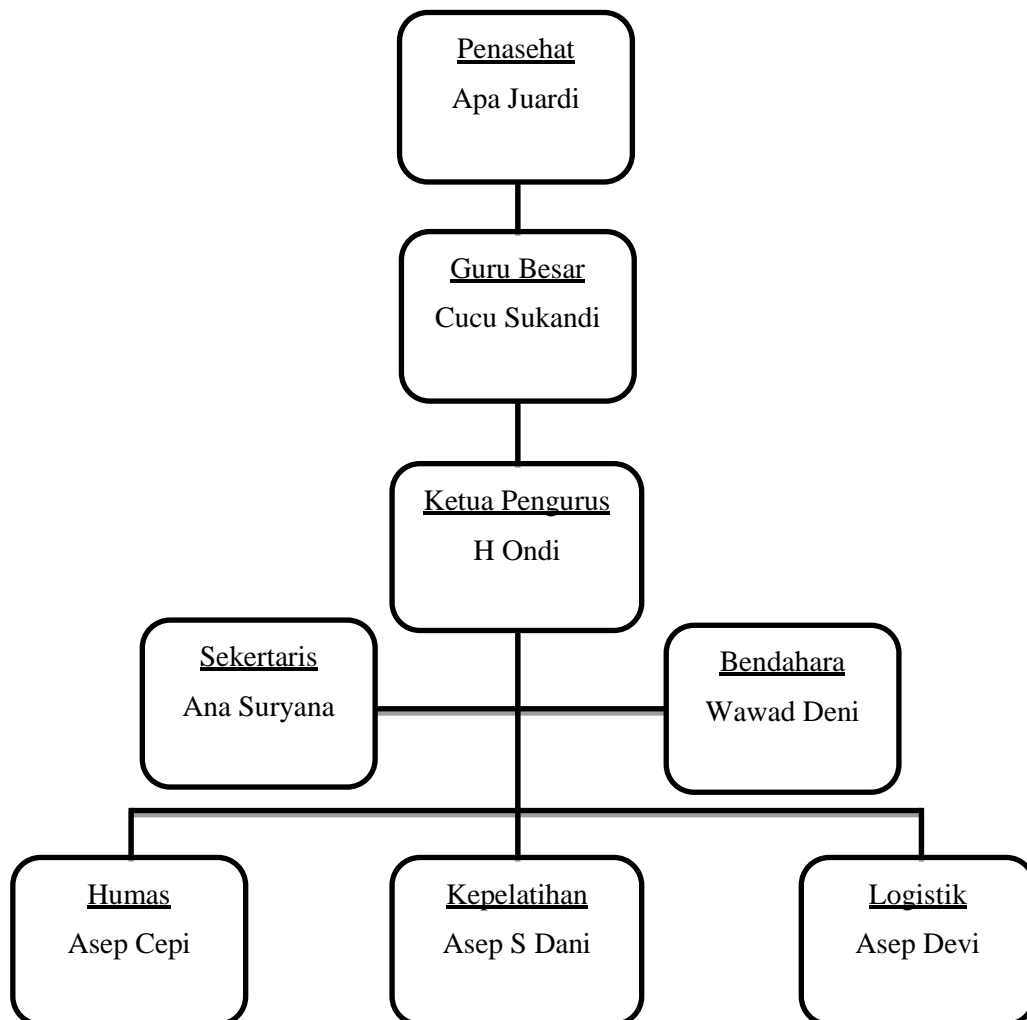 Penasehat
Apa Juardi
Guru Besar
Cucu Sukandi
Ketua Pengurus
H Ondi
Sekertaris
Ana Suryana
Bendahara
Wawad Deni
Humas
Asep Cepi
Kepelatihan
Asep S Dani
Logistik
Asep Devi